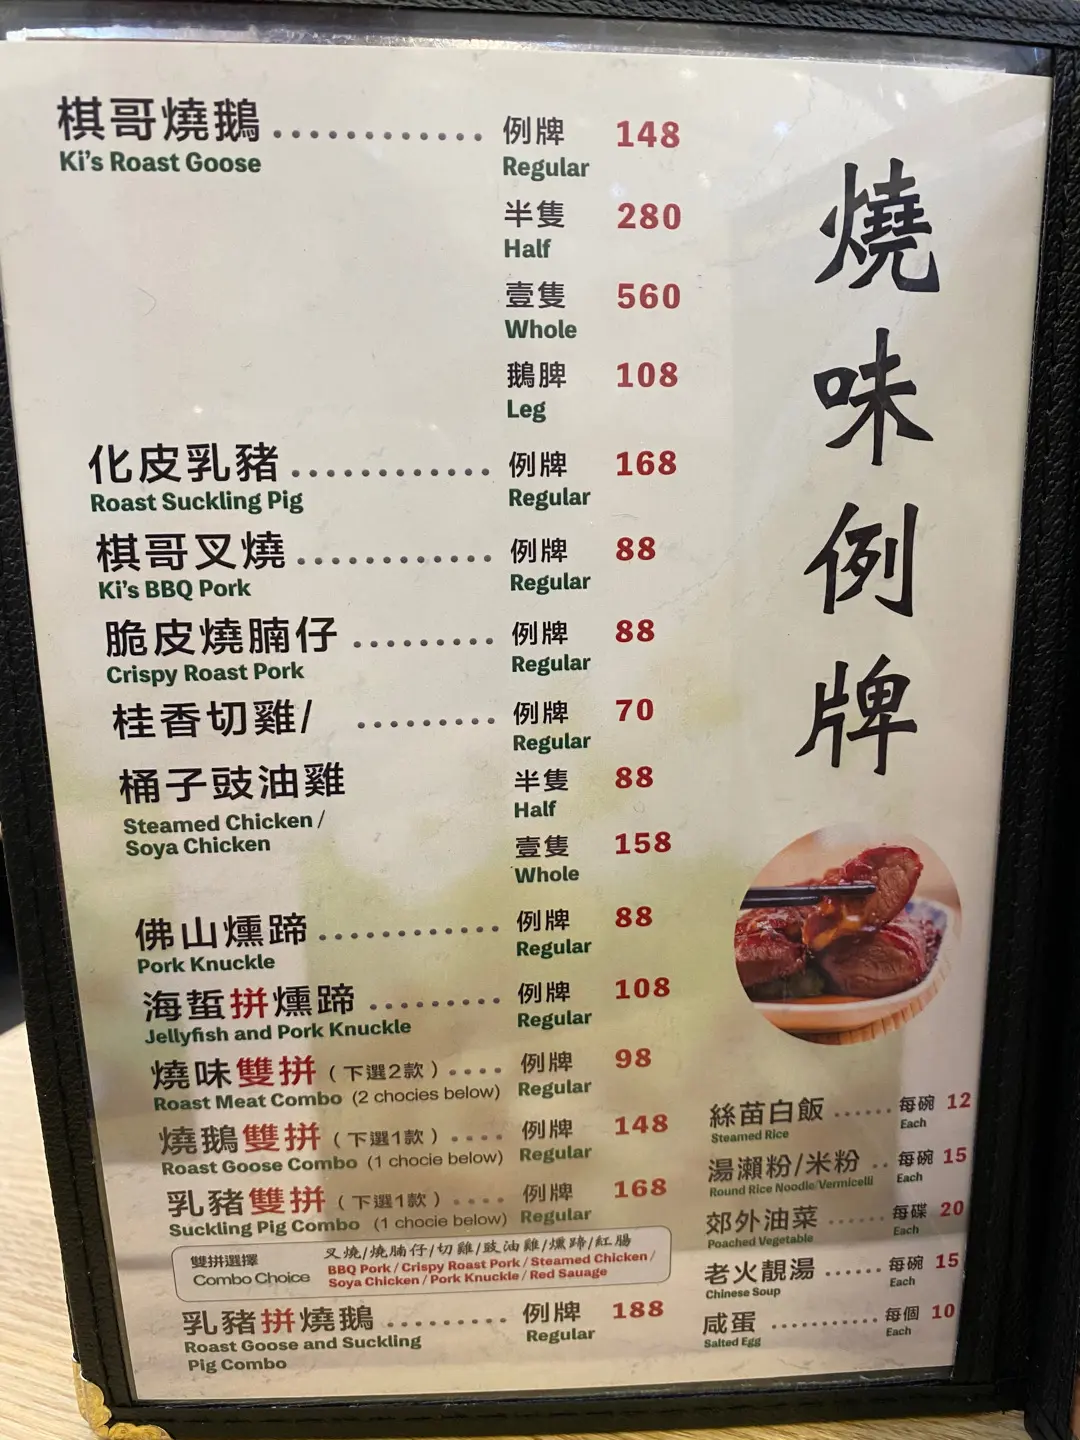 燒味例牌
棋哥燒鵝 ............ 例牌 148
Ki's Roast Goose Regular
半隻 280
Half
壹隻 560
Whole
鵝脾 108
Leg
化皮乳豬 ............ 例牌 168
Roast Suckling Pig Regular
棋哥叉燒 ............ 例牌 88
Ki's BBQ Pork Regular
脆皮燒腩仔 ......... 例牌 88
Crispy Roast Pork Regular
桂香切雞/ ......... 例牌 70
Regular
桶子豉油雞 半隻 88
Steamed Chicken / Half
Soya Chicken
壹隻 158
Whole
佛山燻蹄 ........... 例牌 88
Pork Knuckle Regular
海蜇拼燻蹄 ......... 例牌 108
Jellyfish and Pork Knuckle Regular
燒味雙拼 (下選2款) .... 例牌 98
Roast Meat Combo (2 chocies below) Regular
燒鵝雙拼 (下選1款) .... 例牌 148
Roast Goose Combo (1 chocie below) Regular
乳豬雙拼 (下選1款) .... 例牌 168
Suckling Pig Combo (1 chocie below) Regular
雙拼選擇 叉燒/燒腩仔/切雞/豉油雞/燻蹄/紅腸
Combo Choice BBQ Pork / Crispy Roast Pork / Steamed Chicken /
Soya Chicken / Pork Knuckle / Red Sauage
乳豬拼燒鵝 ......... 例牌 188
Roast Goose and Suckling Regular
Pig Combo
絲苗白飯 ...... 每碗 12
Steamed Rice Each
湯瀨粉/米粉 .. 每碗 15
Round Rice Noodle/Vermicelli Each
郊外油菜 ...... 每碟 20
Poached Vegetable Each
老火靚湯 ...... 每碗 15
Chinese Soup Each
咸蛋 ........... 每個 10
Salted Egg Each